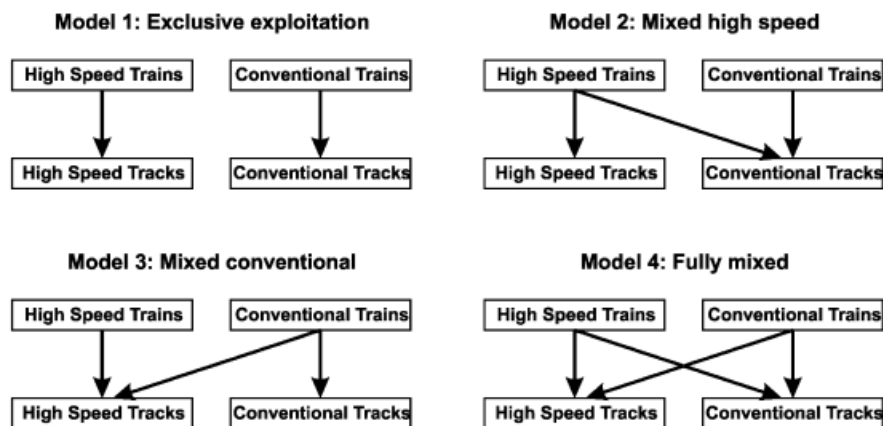 Model 1: Exclusive exploitation
High Speed Trains
Conventional Trains
High Speed Tracks
Conventional Tracks
Model 2: Mixed high speed
High Speed Trains
Conventional Trains
High Speed Tracks
Conventional Tracks
Model 3: Mixed conventional
High Speed Trains
Conventional Trains
High Speed Tracks
Conventional Tracks
Model 4: Fully mixed
High Speed Trains
Conventional Trains
High Speed Tracks
Conventional Tracks